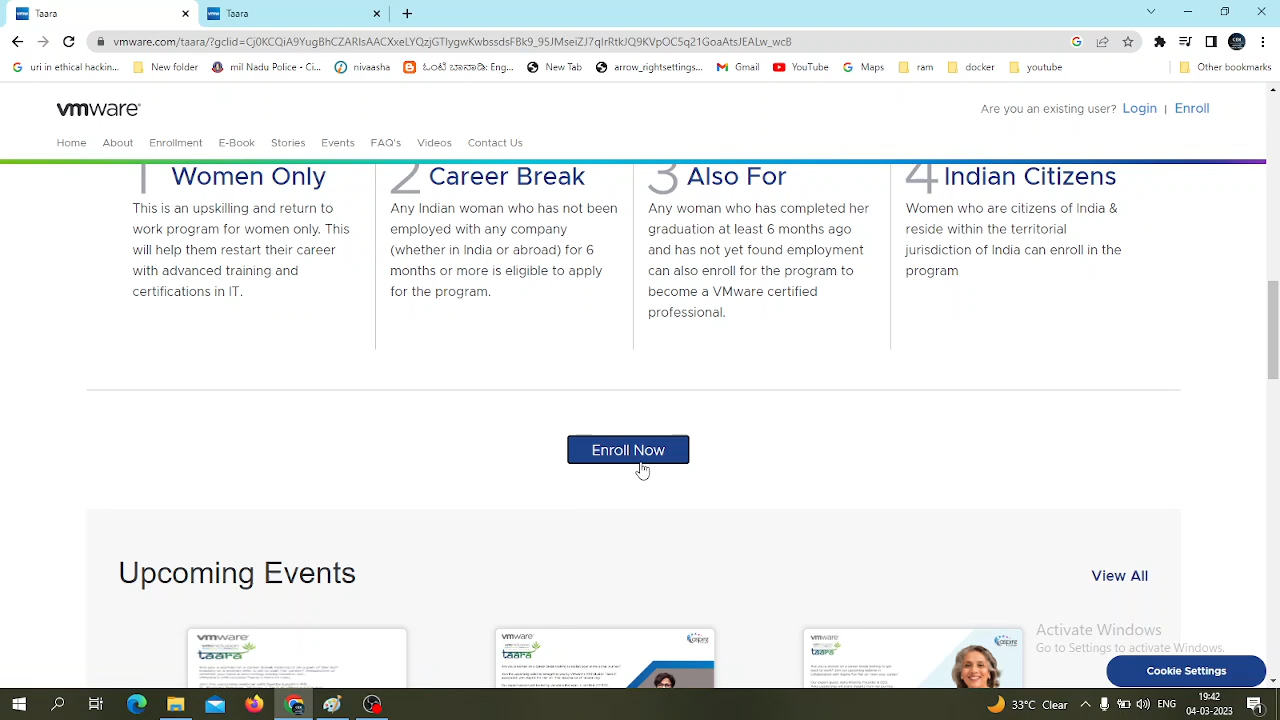 Taara
Taara
vmware.com/taara/?gclid=Cj0KCQiA9YugBhCZARIsAACXxeLYQzjGTlygwKwbssdsFBk9_95JMseiZJ7qIrRtkJQ9KVpOC5q21GoaAtsJEALw_wcB
uri in ethical hackin...
New folder
mil Nadu Police - Ci...
nivaasha
New Tab
arrow_rightsettings...
Gmail
YouTube
Maps
ram
docker
youtube
Other bookmarks
vmware®
Are you an existing user? Login | Enroll
Home About Enrollment E-Book Stories Events FAQ's Videos Contact Us
1 Women Only
This is an upskilling and return to
work program for women only. This
will help them restart their career
with advanced training and
certifications in IT.
2 Career Break
Any Indian woman who has not been
employed with any company
(whether in India or abroad) for 6
months or more is eligible to apply
for the program.
3 Also For
Any woman who has completed her
graduation at least 6 months ago
and has not yet found employment
can also enroll for the program to
become a VMware certified
professional.
4 Indian Citizens
Women who are citizens of India &
reside within the territorial
jurisdiction of India can enroll in the
program
Enroll Now
Upcoming Events
View All
vmware
taara
vmware
taara
vmware
taara
Activate Windows
Go to Settings to activate Windows.
Cookie Settings
33°C Clear
ENG
19:42
04-03-2023